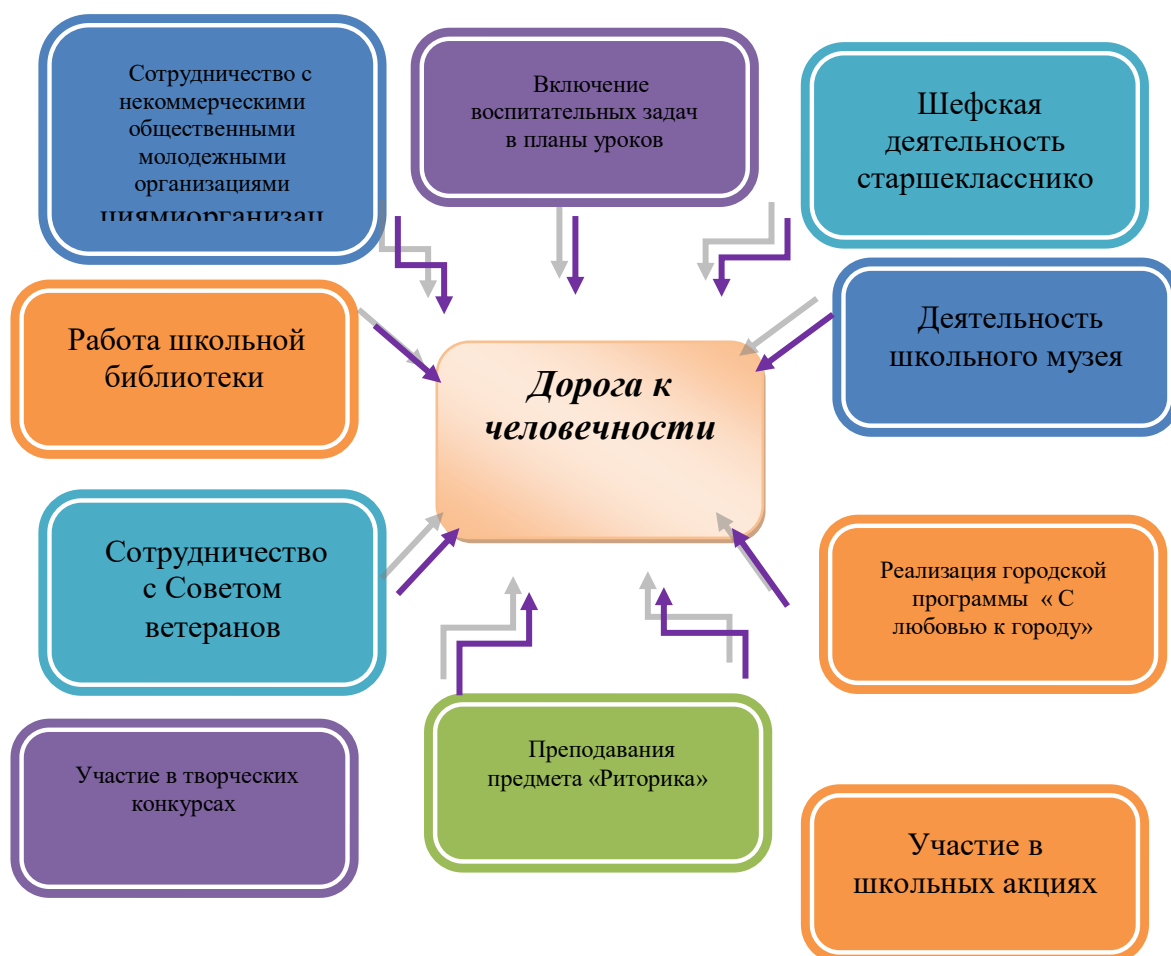 Сотрудничество с
некоммерческими
общественными
молодежными
организациями
циямиорганизац
Включение
воспитательных задач
в планы уроков
Шефская
деятельность
старшекласснико
Работа школьной
библиотеки
Дорога к
человечности
Деятельность
школьного музея
Сотрудничество
с Советом
ветеранов
Реализация городской
программы « С
любовью к городу»
Участие в творческих
конкурсах
Преподавания
предмета «Риторика»
Участие в
школьных акциях